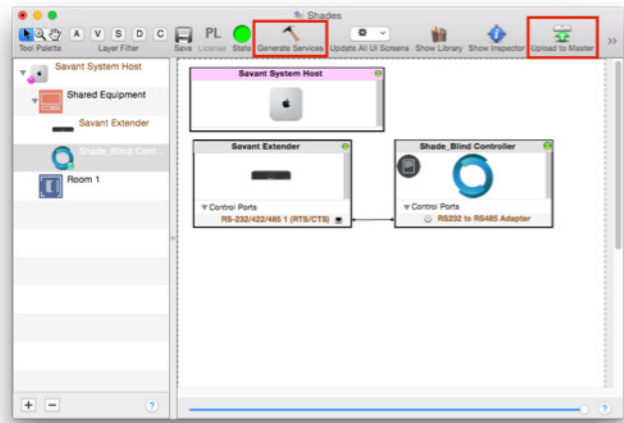 Shades
A V S D C PL
Tool Palette Layer Filter Save License State Generate Services Update All UI Screens Show Library Show Inspector Upload to Master »
Savant System Host
Shared Equipment
Savant Extender
Shade_Blind Cont...
Room 1
Savant System Host
Savant Extender
Control Ports
RS-232/422/485 1 (RTS/CTS)
Shade_Blind Controller
Control Ports
RS232 to RS485 Adapter
+ − ? ?